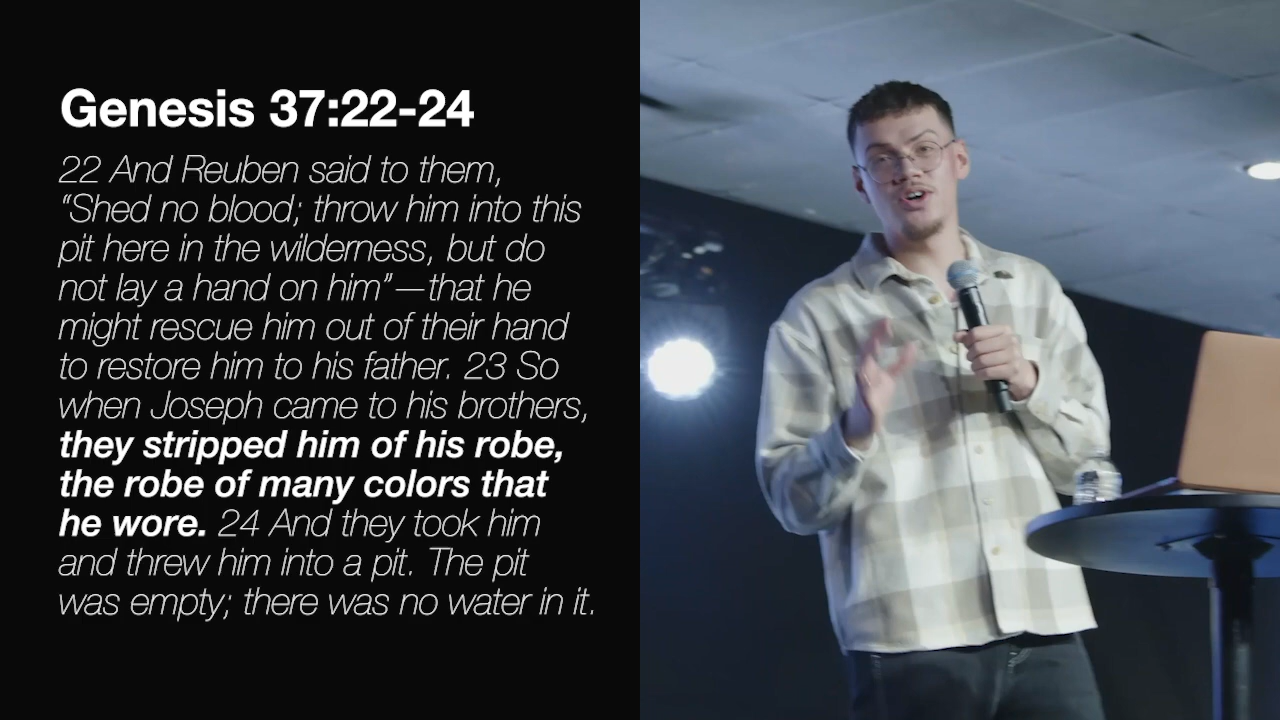 Genesis 37:22-24
22 And Reuben said to them,
“Shed no blood; throw him into this
pit here in the wilderness, but do
not lay a hand on him”—that he
might rescue him out of their hand
to restore him to his father. 23 So
when Joseph came to his brothers,
they stripped him of his robe,
the robe of many colors that
he wore. 24 And they took him
and threw him into a pit. The pit
was empty; there was no water in it.